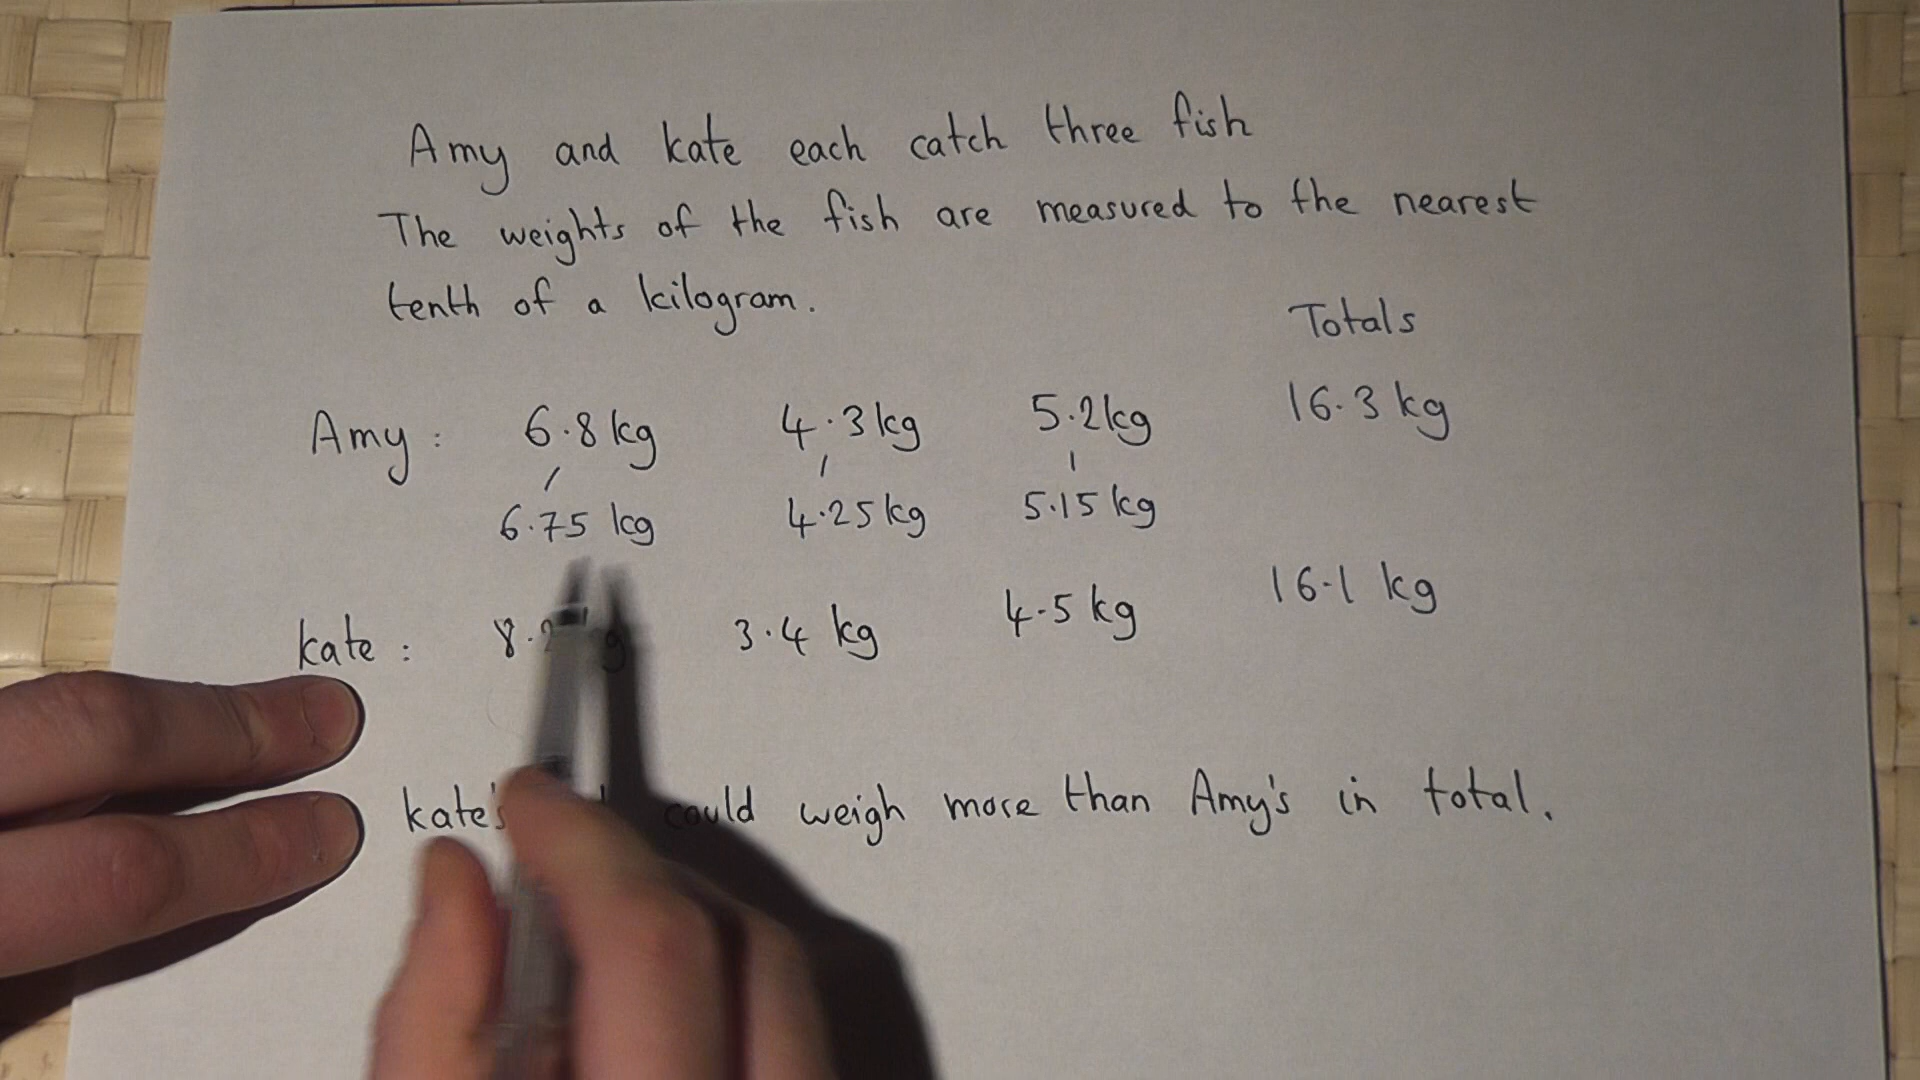 Amy and Kate each catch three fish
The weights of the fish are measured to the nearest
tenth of a kilogram.
Totals
Amy: 6.8 kg 4.3 kg 5.2 kg 16.3 kg
6.75 kg 4.25 kg 5.15 kg
Kate: 3.4 kg 4.5 kg 16.1 kg
Kate's could weigh more than Amy's in total.